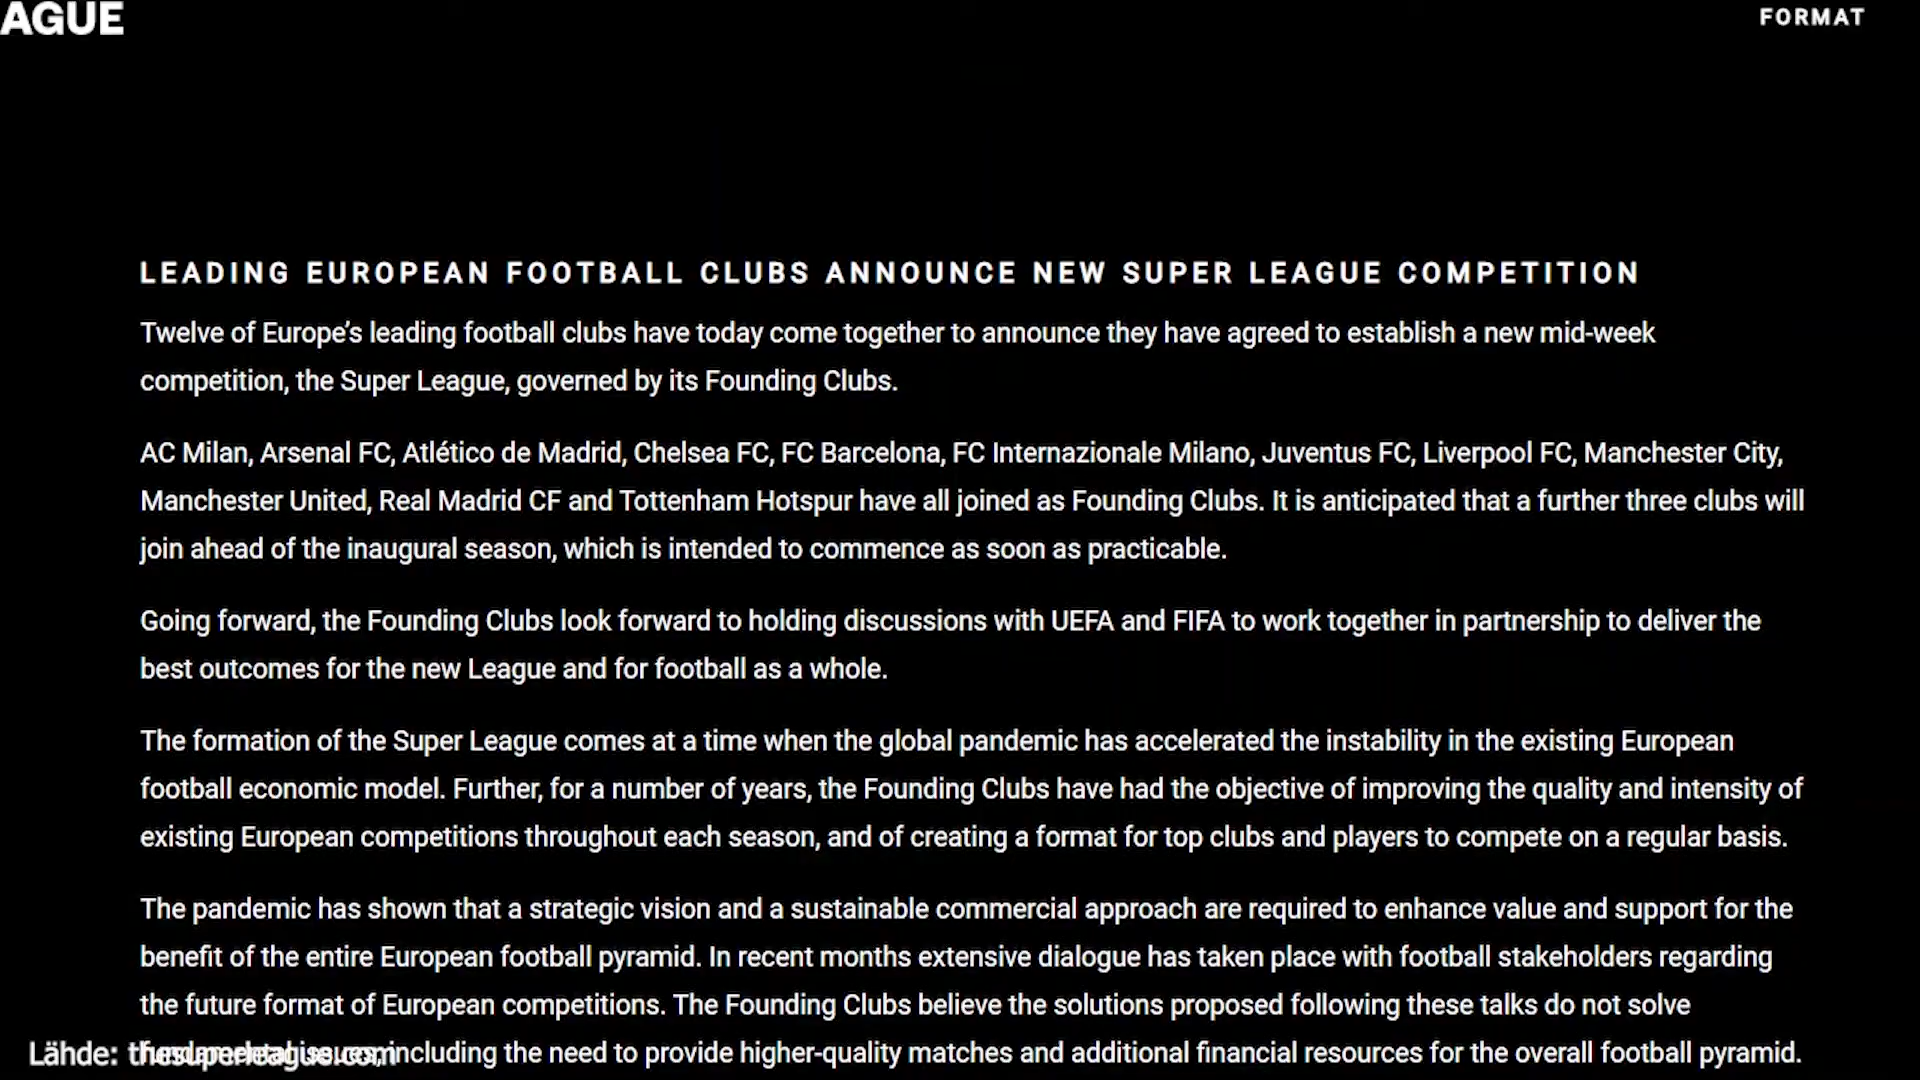 AGUE
FORMAT
LEADING EUROPEAN FOOTBALL CLUBS ANNOUNCE NEW SUPER LEAGUE COMPETITION
Twelve of Europe’s leading football clubs have today come together to announce they have agreed to establish a new mid-week
competition, the Super League, governed by its Founding Clubs.
AC Milan, Arsenal FC, Atlético de Madrid, Chelsea FC, FC Barcelona, FC Internazionale Milano, Juventus FC, Liverpool FC, Manchester City,
Manchester United, Real Madrid CF and Tottenham Hotspur have all joined as Founding Clubs. It is anticipated that a further three clubs will
join ahead of the inaugural season, which is intended to commence as soon as practicable.
Going forward, the Founding Clubs look forward to holding discussions with UEFA and FIFA to work together in partnership to deliver the
best outcomes for the new League and for football as a whole.
The formation of the Super League comes at a time when the global pandemic has accelerated the instability in the existing European
football economic model. Further, for a number of years, the Founding Clubs have had the objective of improving the quality and intensity of
existing European competitions throughout each season, and of creating a format for top clubs and players to compete on a regular basis.
The pandemic has shown that a strategic vision and a sustainable commercial approach are required to enhance value and support for the
benefit of the entire European football pyramid. In recent months extensive dialogue has taken place with football stakeholders regarding
the future format of European competitions. The Founding Clubs believe the solutions proposed following these talks do not solve
including the need to provide higher-quality matches and additional financial resources for the overall football pyramid.
Lähde: thesuperleague.com